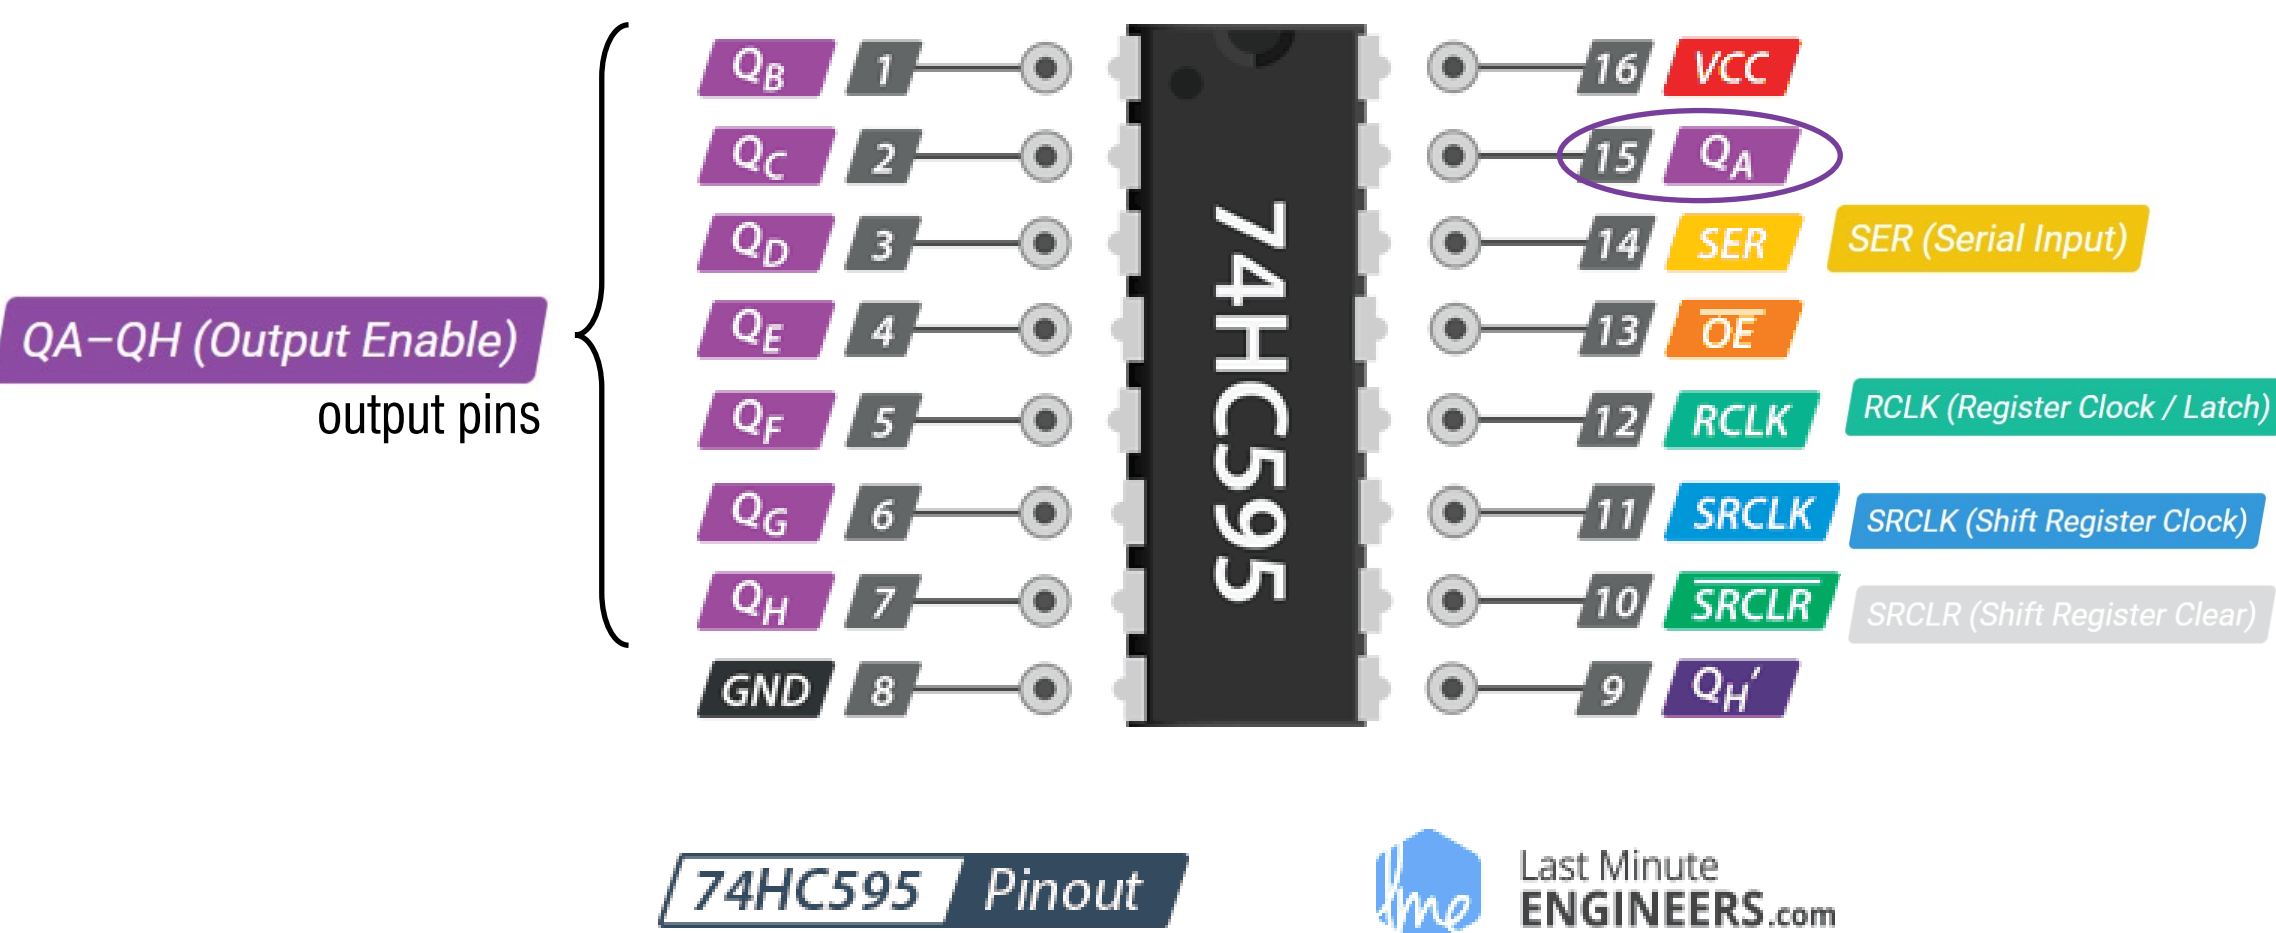 QB 1
QC 2
QD 3
QE 4
QF 5
QG 6
QH 7
GND 8
QA–QH (Output Enable)
output pins
74HC595
16 VCC
15 QA
14 SER SER (Serial Input)
13 OE
12 RCLK RCLK (Register Clock / Latch)
11 SRCLK SRCLK (Shift Register Clock)
10 SRCLR SRCLR (Shift Register Clear)
9 QH′
74HC595 Pinout
lme
Last Minute
ENGINEERS.com